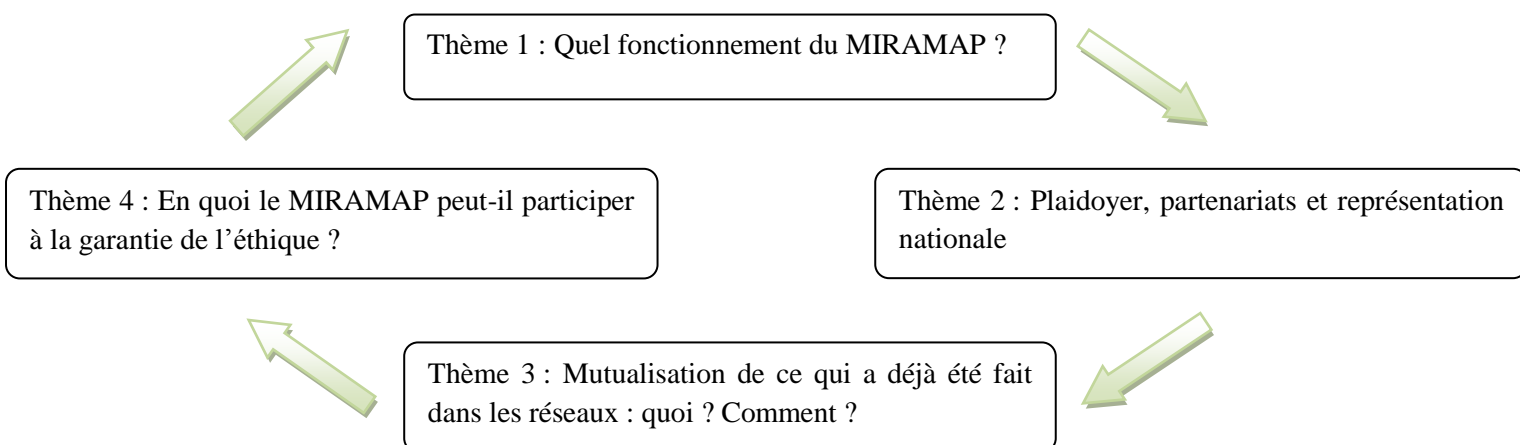 Thème 1 : Quel fonctionnement du MIRAMAP ?
Thème 4 : En quoi le MIRAMAP peut-il participer
à la garantie de l’éthique ?
Thème 2 : Plaidoyer, partenariats et représentation
nationale
Thème 3 : Mutualisation de ce qui a déjà été fait
dans les réseaux : quoi ? Comment ?